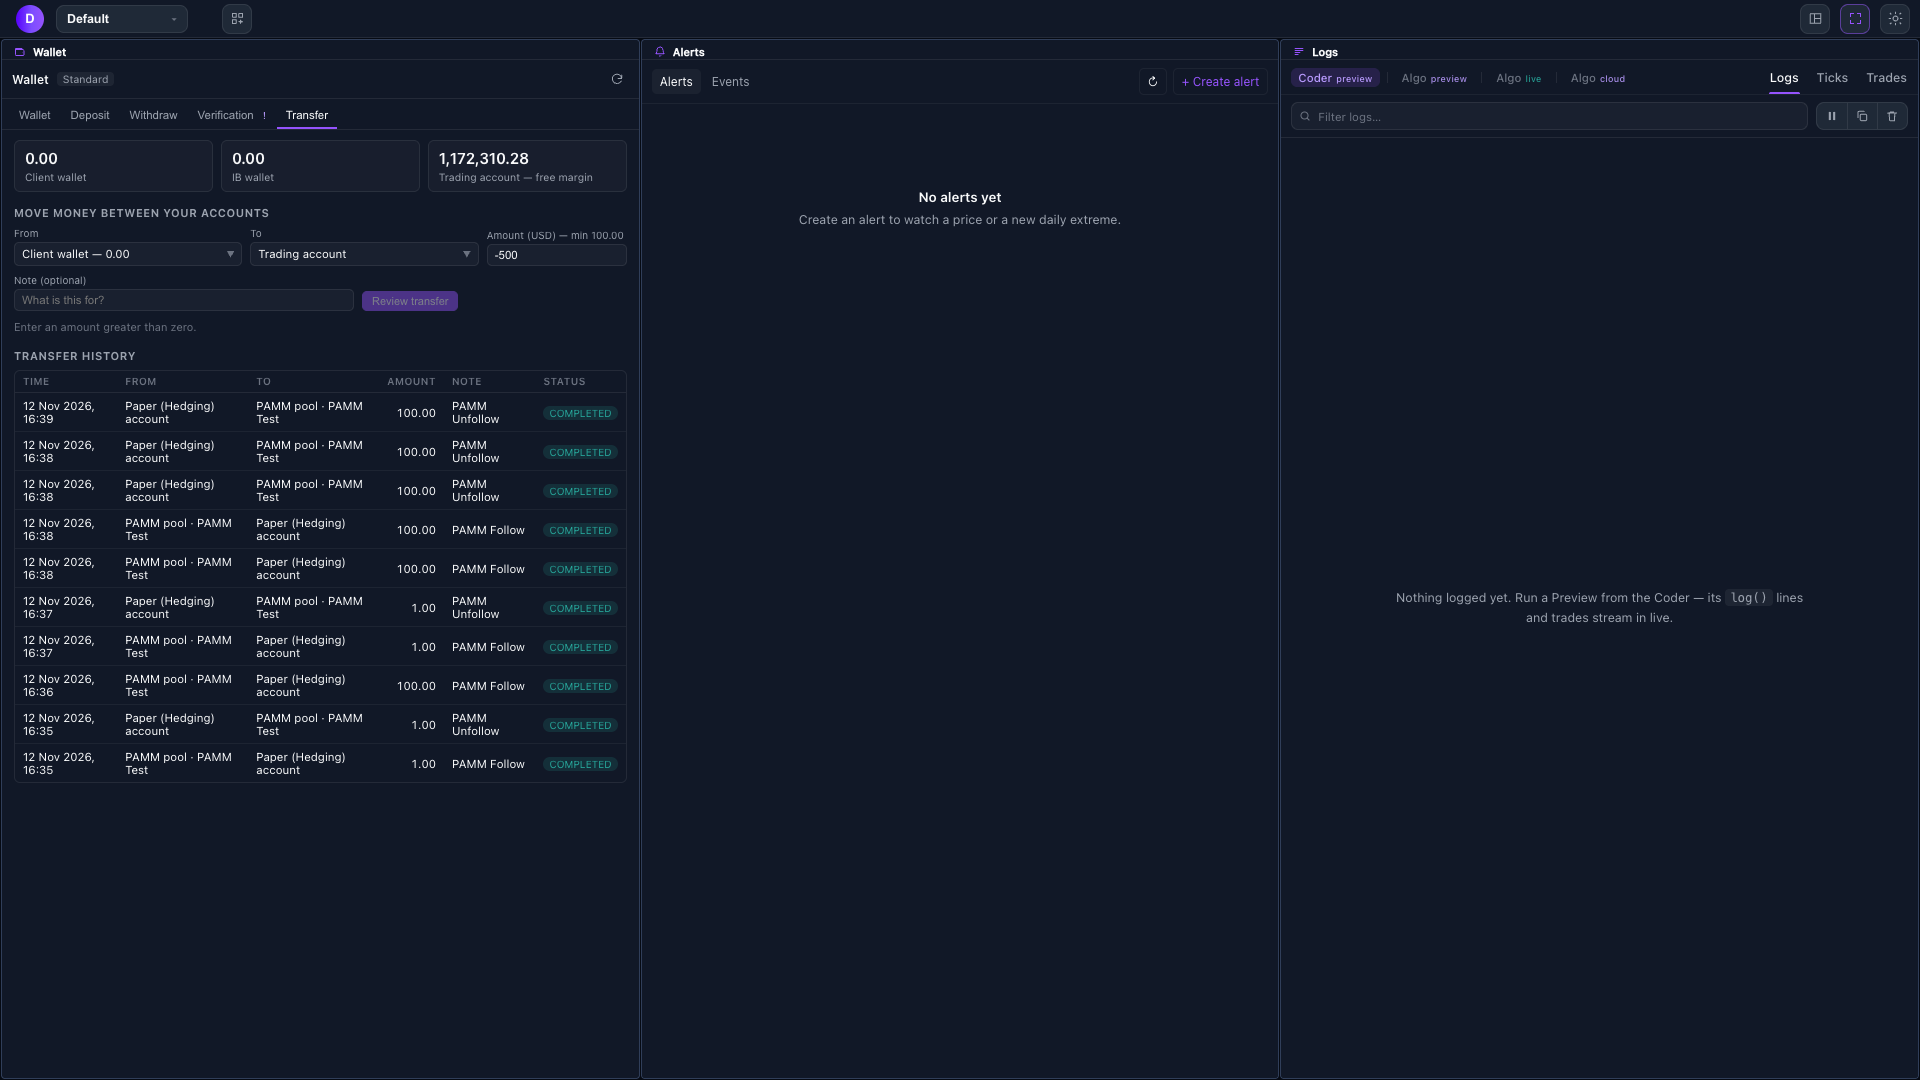 D
Default
Wallet
Wallet Standard
Wallet Deposit Withdraw Verification ! Transfer
0.00
Client wallet
0.00
IB wallet
1,172,310.28
Trading account — free margin
MOVE MONEY BETWEEN YOUR ACCOUNTS
From
Client wallet — 0.00
To
Trading account
Amount (USD) — min 100.00
-500
Note (optional)
What is this for?
Review transfer
Enter an amount greater than zero.
TRANSFER HISTORY
TIME FROM TO AMOUNT NOTE STATUS
12 Nov 2026, 16:39 Paper (Hedging) account PAMM pool · PAMM Test 100.00 PAMM Unfollow COMPLETED
12 Nov 2026, 16:38 Paper (Hedging) account PAMM pool · PAMM Test 100.00 PAMM Unfollow COMPLETED
12 Nov 2026, 16:38 Paper (Hedging) account PAMM pool · PAMM Test 100.00 PAMM Unfollow COMPLETED
12 Nov 2026, 16:38 PAMM pool · PAMM Test Paper (Hedging) account 100.00 PAMM Follow COMPLETED
12 Nov 2026, 16:38 PAMM pool · PAMM Test Paper (Hedging) account 100.00 PAMM Follow COMPLETED
12 Nov 2026, 16:37 Paper (Hedging) account PAMM pool · PAMM Test 1.00 PAMM Unfollow COMPLETED
12 Nov 2026, 16:37 PAMM pool · PAMM Test Paper (Hedging) account 1.00 PAMM Follow COMPLETED
12 Nov 2026, 16:36 PAMM pool · PAMM Test Paper (Hedging) account 100.00 PAMM Follow COMPLETED
12 Nov 2026, 16:35 Paper (Hedging) account PAMM pool · PAMM Test 1.00 PAMM Unfollow COMPLETED
12 Nov 2026, 16:35 PAMM pool · PAMM Test Paper (Hedging) account 1.00 PAMM Follow COMPLETED
Alerts
Alerts Events + Create alert
No alerts yet
Create an alert to watch a price or a new daily extreme.
Logs
Coder preview Algo preview Algo live Algo cloud Logs Ticks Trades
Filter logs...
Nothing logged yet. Run a Preview from the Coder — its log() lines
and trades stream in live.